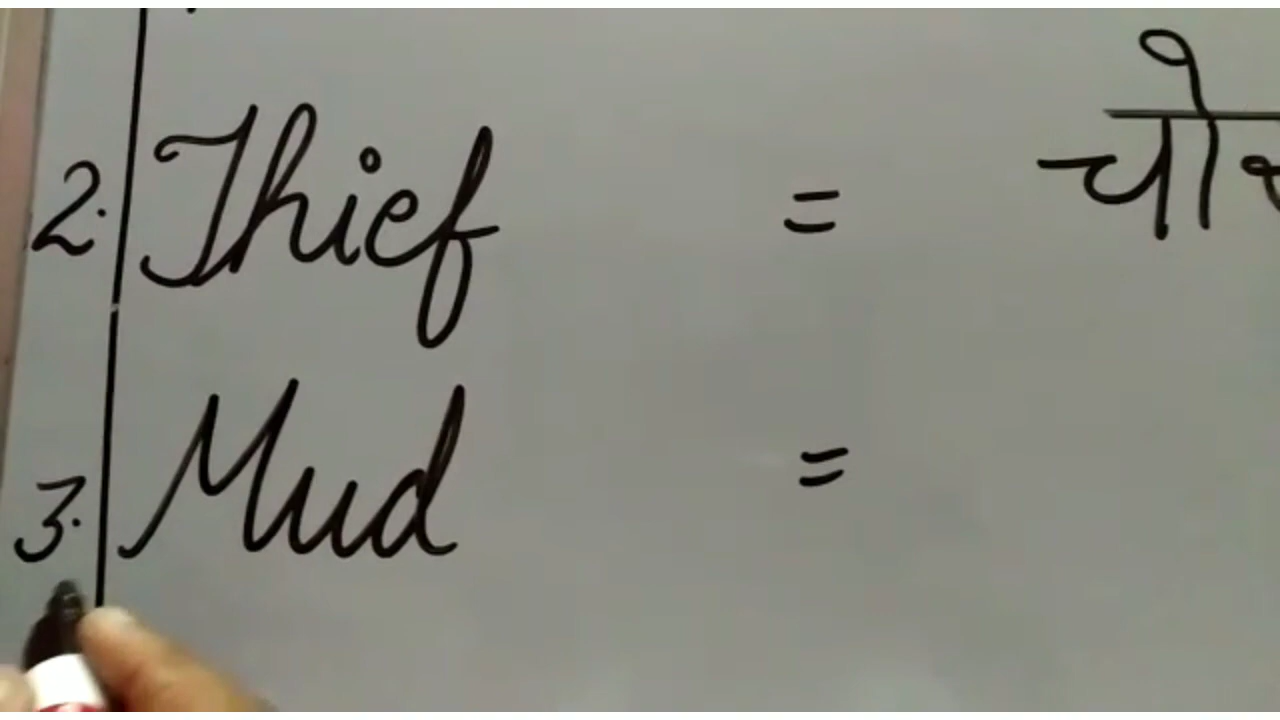 2. Thief = चोर
3. Mud =